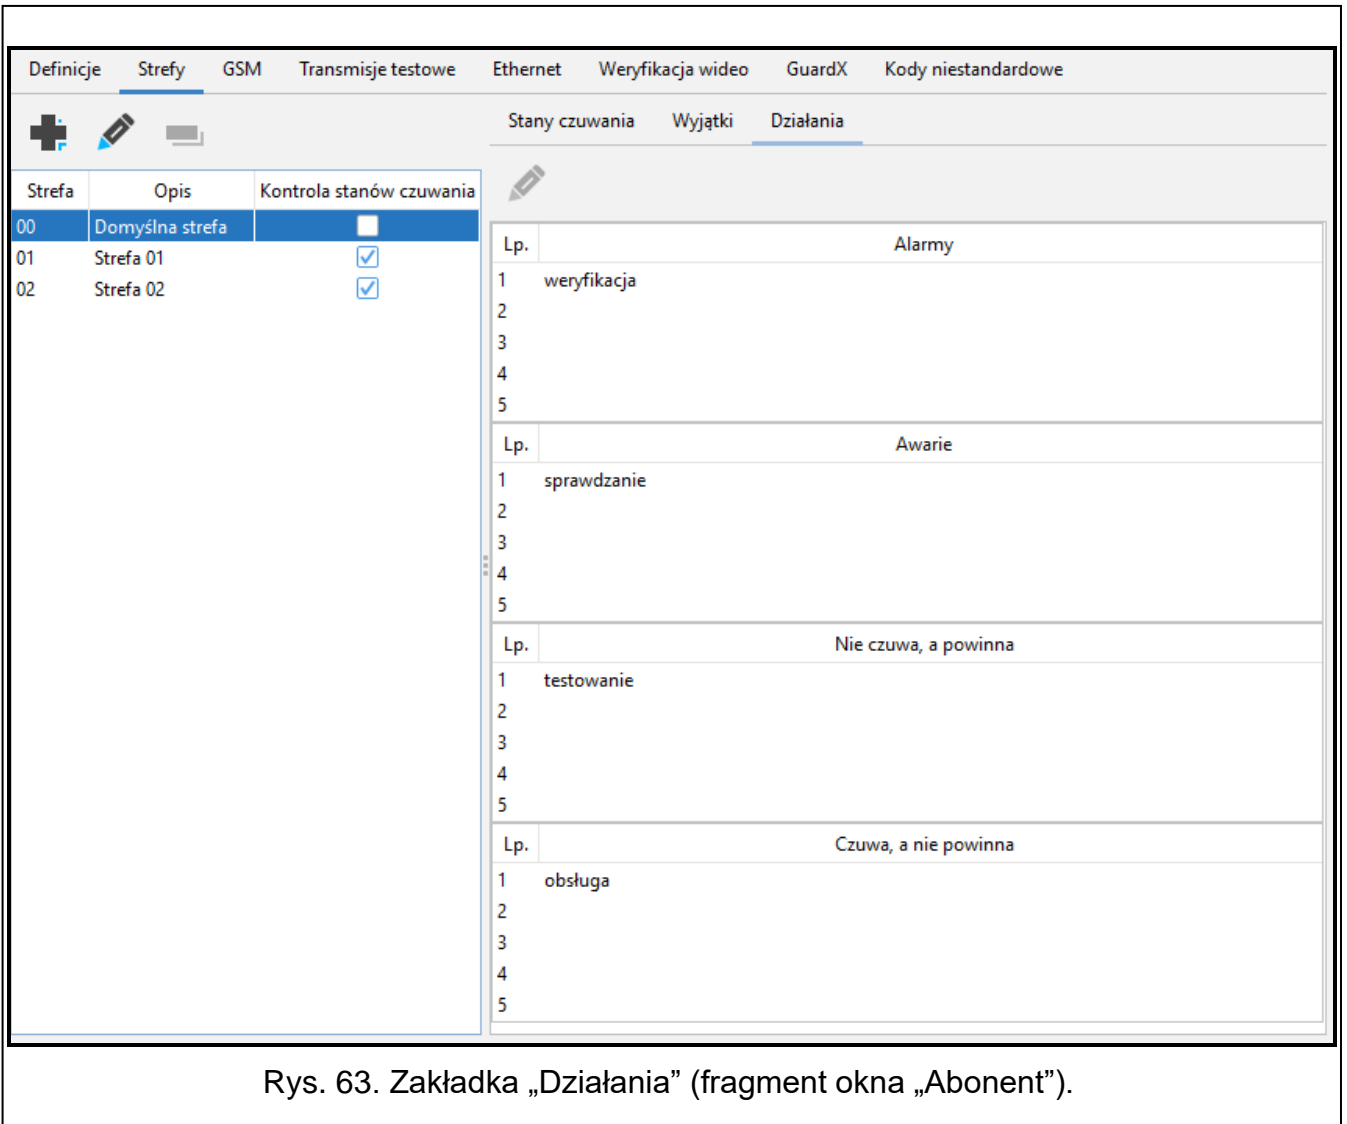 Definicje Strefy GSM Transmisje testowe Ethernet Weryfikacja wideo GuardX Kody niestandardowe
Strefa Opis Kontrola stanów czuwania
00 Domyślna strefa
01 Strefa 01
02 Strefa 02
Stany czuwania Wyjątki Działania
Lp. Alarmy
1 weryfikacja
2
3
4
5
Lp. Awarie
1 sprawdzanie
2
3
4
5
Lp. Nie czuwa, a powinna
1 testowanie
2
3
4
5
Lp. Czuwa, a nie powinna
1 obsługa
2
3
4
5
Rys. 63. Zakładka „Działania” (fragment okna „Abonent”).